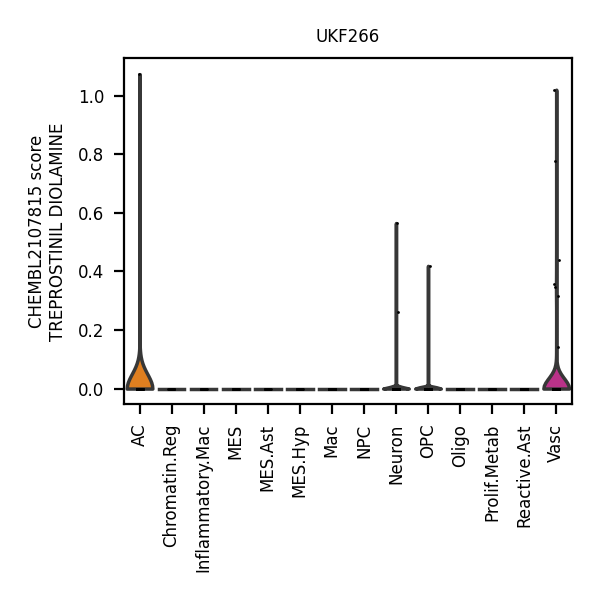 UKF266
CHEMBL2107815 score
TREPROSTINIL DIOLAMINE
1.0
0.8
0.6
0.4
0.2
0.0
AC
Chromatin.Reg
Inflammatory.Mac
MES
MES.Ast
MES.Hyp
Mac
NPC
Neuron
OPC
Oligo
Prolif.Metab
Reactive.Ast
Vasc